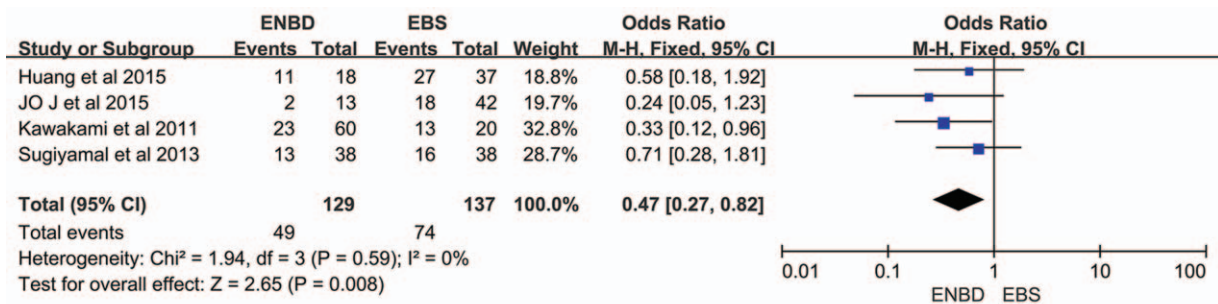 ENBD EBS Odds Ratio Odds Ratio
Study or Subgroup Events Total Events Total Weight M-H, Fixed, 95% CI M-H, Fixed, 95% CI
Huang et al 2015 11 18 27 37 18.8% 0.58 [0.18, 1.92]
JO J et al 2015 2 13 18 42 19.7% 0.24 [0.05, 1.23]
Kawakami et al 2011 23 60 13 20 32.8% 0.33 [0.12, 0.96]
Sugiyamal et al 2013 13 38 16 38 28.7% 0.71 [0.28, 1.81]
Total (95% CI) 129 137 100.0% 0.47 [0.27, 0.82]
Total events 49 74
Heterogeneity: Chi² = 1.94, df = 3 (P = 0.59); I² = 0%
Test for overall effect: Z = 2.65 (P = 0.008)
0.01 0.1 1 10 100
ENBD EBS